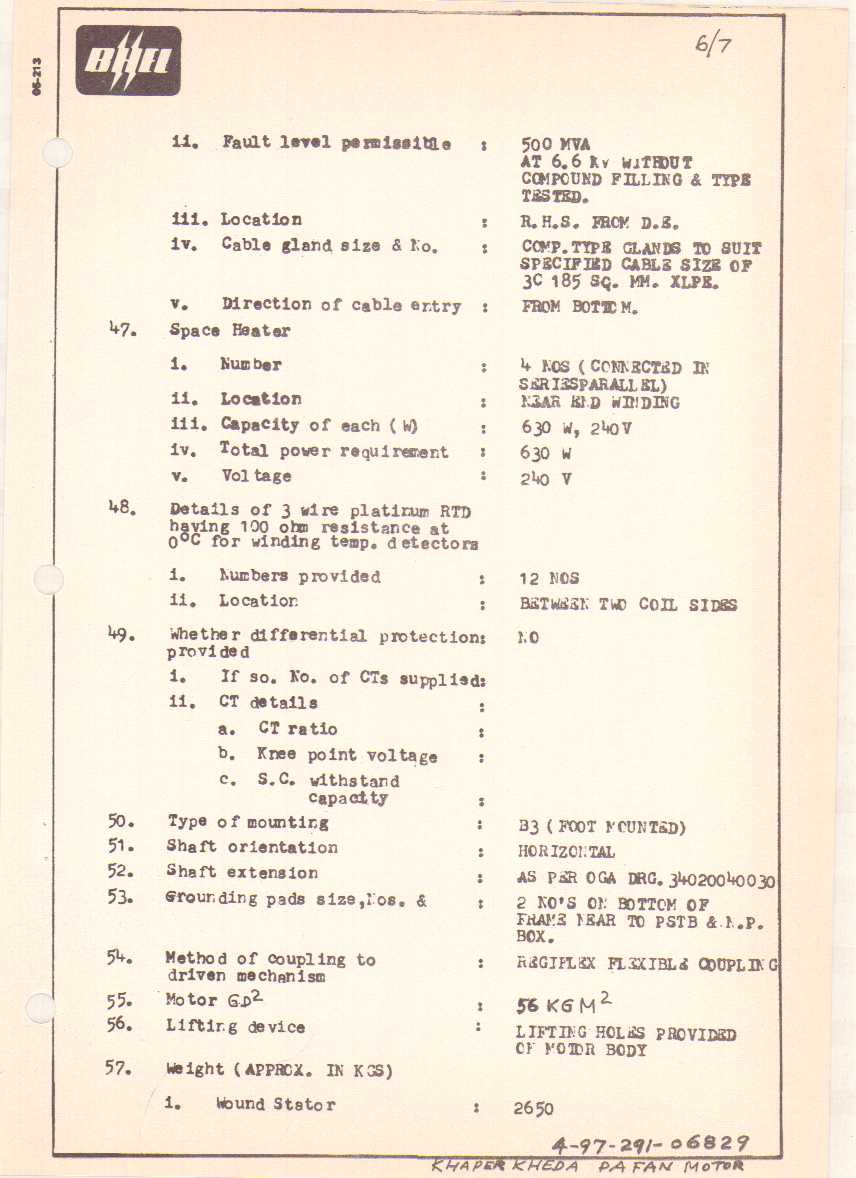 BHEL
6/7
05-213
ii. Fault level permissible : 500 MVA
AT 6.6 kV WITHOUT
COMPOUND FILLING & TYPE
TESTED.
iii. Location : R.H.S. FROM D.E.
iv. Cable gland size & No. : COMP.TYPE GLANDS TO SUIT
SPECIFIED CABLE SIZE OF
3C 185 SQ. MM. XLPE.
v. Direction of cable entry : FROM BOTTOM.
47. Space Heater
i. Number : 4 NOS (CONNECTED IN
SERIESPARALLEL)
ii. Location : NEAR END WINDING
iii. Capacity of each (W) : 630 W, 240V
iv. Total power requirement : 630 W
v. Voltage : 240 V
48. Details of 3 wire platinum RTD
having 100 ohm resistance at
0°C for winding temp. detectors
i. Numbers provided : 12 NOS
ii. Location : BETWEEN TWO COIL SIDES
49. Whether differential protection: NO
provided
i. If so. No. of CTs supplied:
ii. CT details :
a. CT ratio :
b. Knee point voltage :
c. S.C. withstand
capacity :
50. Type of mounting : B3 (FOOT MOUNTED)
51. Shaft orientation : HORIZONTAL
52. Shaft extension : AS PER OGA DRG. 34020040030
53. Grounding pads size,Nos. & : 2 NO'S ON BOTTOM OF
FRAME NEAR TO PSTB & N.P.
BOX.
54. Method of coupling to : REGIFLEX FLEXIBLE COUPLING
driven mechanism
55. Motor GD² : 56 KGM²
56. Lifting device : LIFTING HOLES PROVIDED
OF MOTOR BODY
57. Weight (APPROX. IN KGS)
i. Wound Stator : 2650
4-97-291-06829
KHAPER KHEDA PA FAN MOTOR